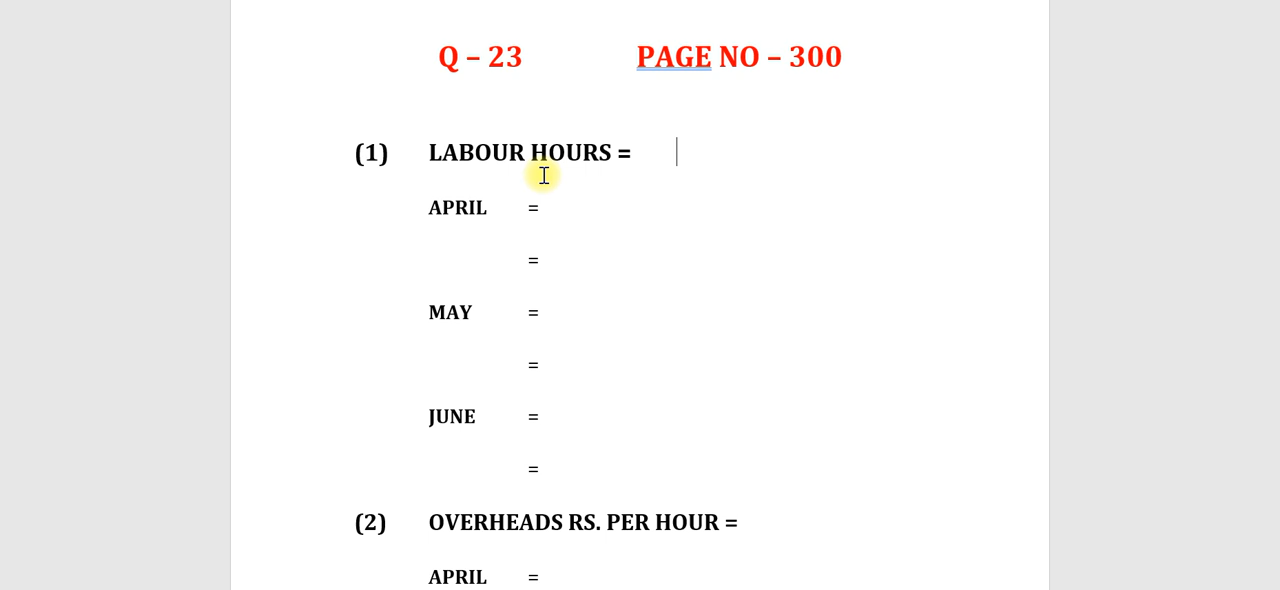 Q – 23 PAGE NO – 300
(1) LABOUR HOURS =
APRIL =
=
MAY =
=
JUNE =
=
(2) OVERHEADS RS. PER HOUR =
APRIL =